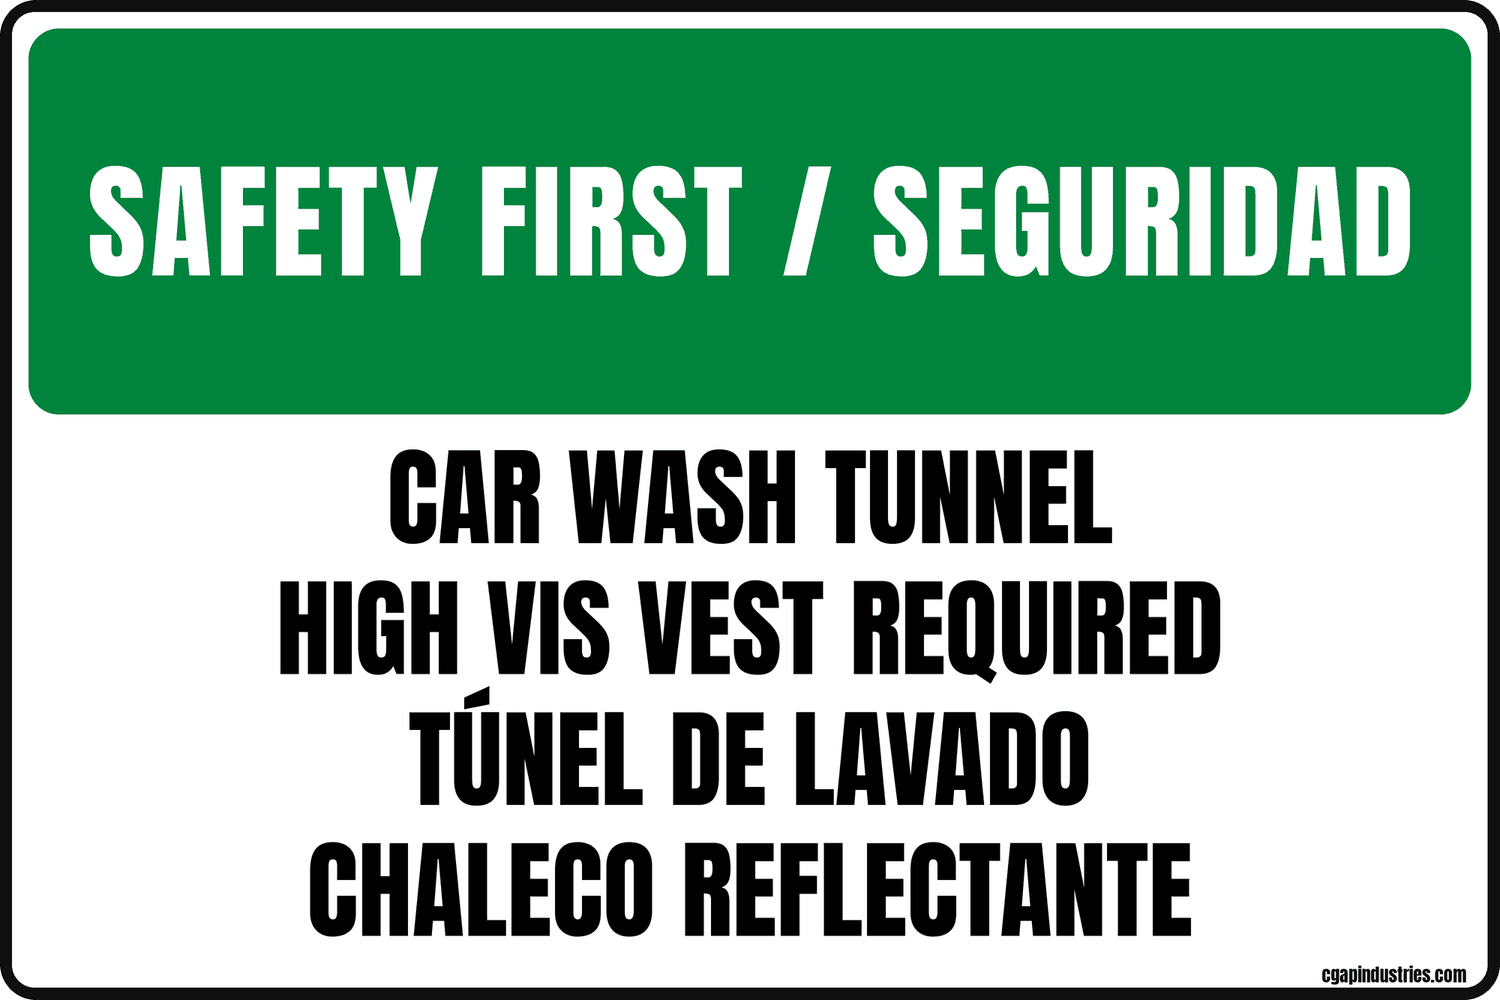 SAFETY FIRST / SEGURIDAD
CAR WASH TUNNEL
HIGH VIS VEST REQUIRED
TÚNEL DE LAVADO
CHALECO REFLECTANTE
cgapindustries.com